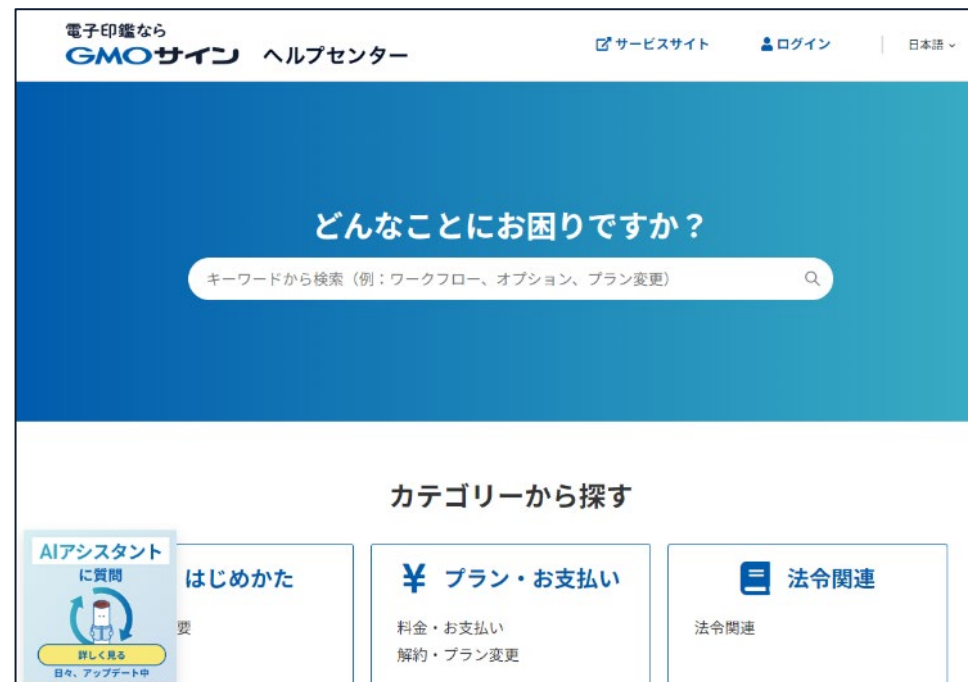 電子印鑑なら
GMOサイン ヘルプセンター
サービスサイト
ログイン
日本語
どんなことにお困りですか？
キーワードから検索（例：ワークフロー、オプション、プラン変更）
カテゴリーから探す
AIアシスタント
に質問
詳しく見る
日々、アップデート中
はじめかた
要
プラン・お支払い
料金・お支払い
解約・プラン変更
法令関連
法令関連